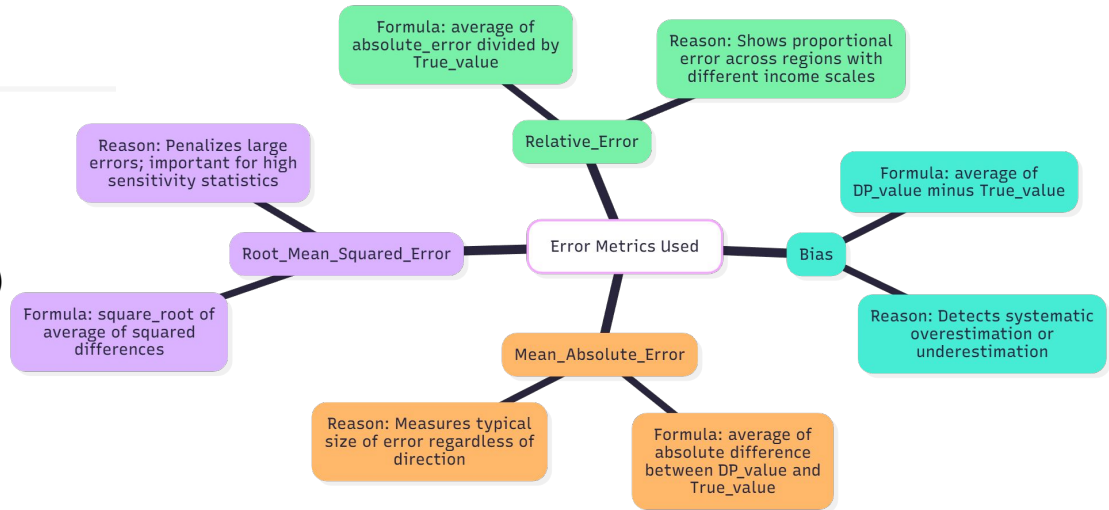 Formula: average of
absolute_error divided by
True_value
Reason: Shows proportional
error across regions with
different income scales
Relative_Error
Reason: Penalizes large
errors; important for high
sensitivity statistics
Root_Mean_Squared_Error
Formula: square_root of
average of squared
differences
Error Metrics Used
Formula: average of
DP_value minus True_value
Bias
Reason: Detects systematic
overestimation or
underestimation
Mean_Absolute_Error
Reason: Measures typical
size of error regardless of
direction
Formula: average of
absolute difference
between DP_value and
True_value